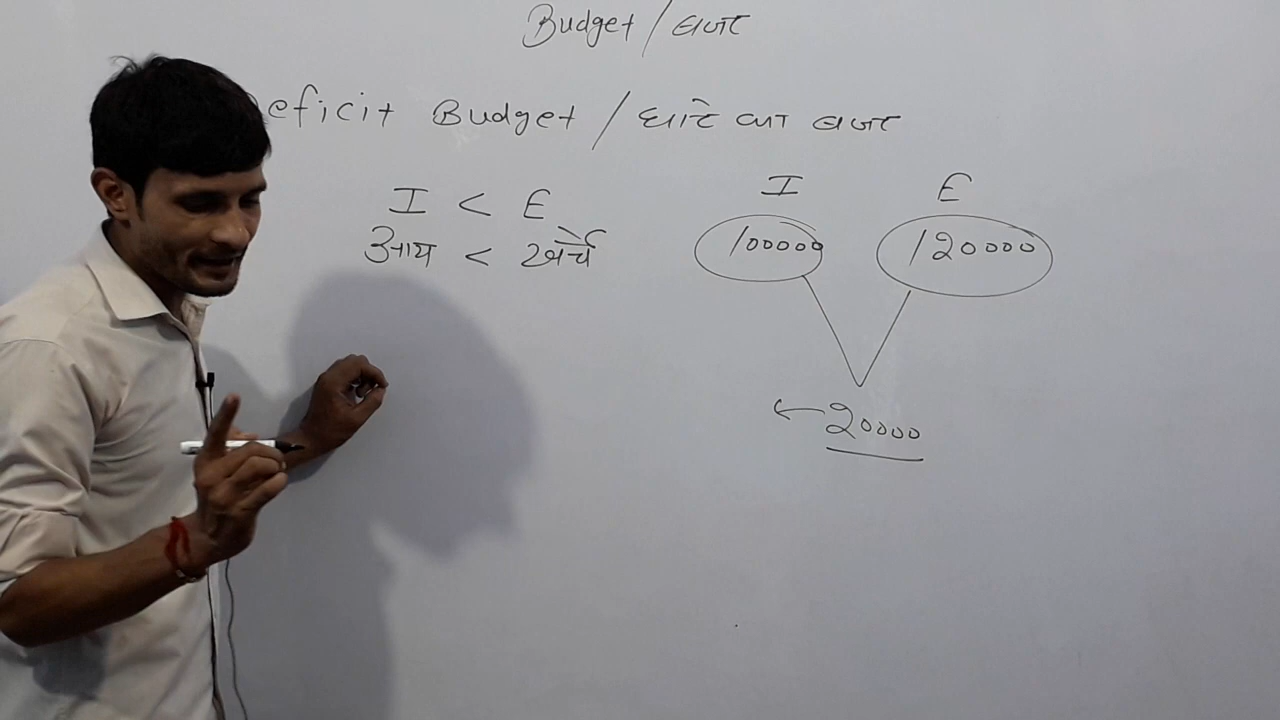 Budget / बजट
eficit Budget / घाटे का बजट
I < E
आय < खर्च
I E
100000 120000
20000